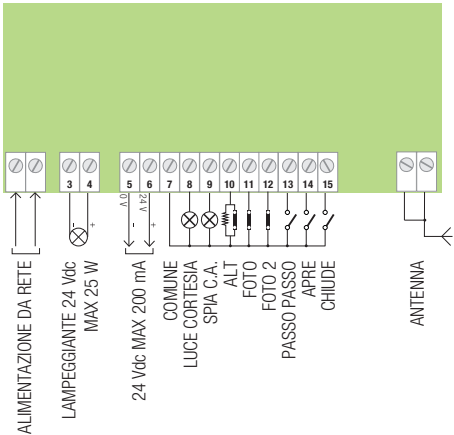 3 4 5 6 7 8 9 10 11 12 13 14 15
0 V
24 V
- +
- +
ALIMENTAZIONE DA RETE
LAMPEGGIANTE 24 Vdc
MAX 25 W
24 Vdc MAX 200 mA
COMUNE
LUCE CORTESIA
SPIA C.A.
ALT
FOTO
FOTO 2
PASSO PASSO
APRE
CHIUDE
ANTENNA